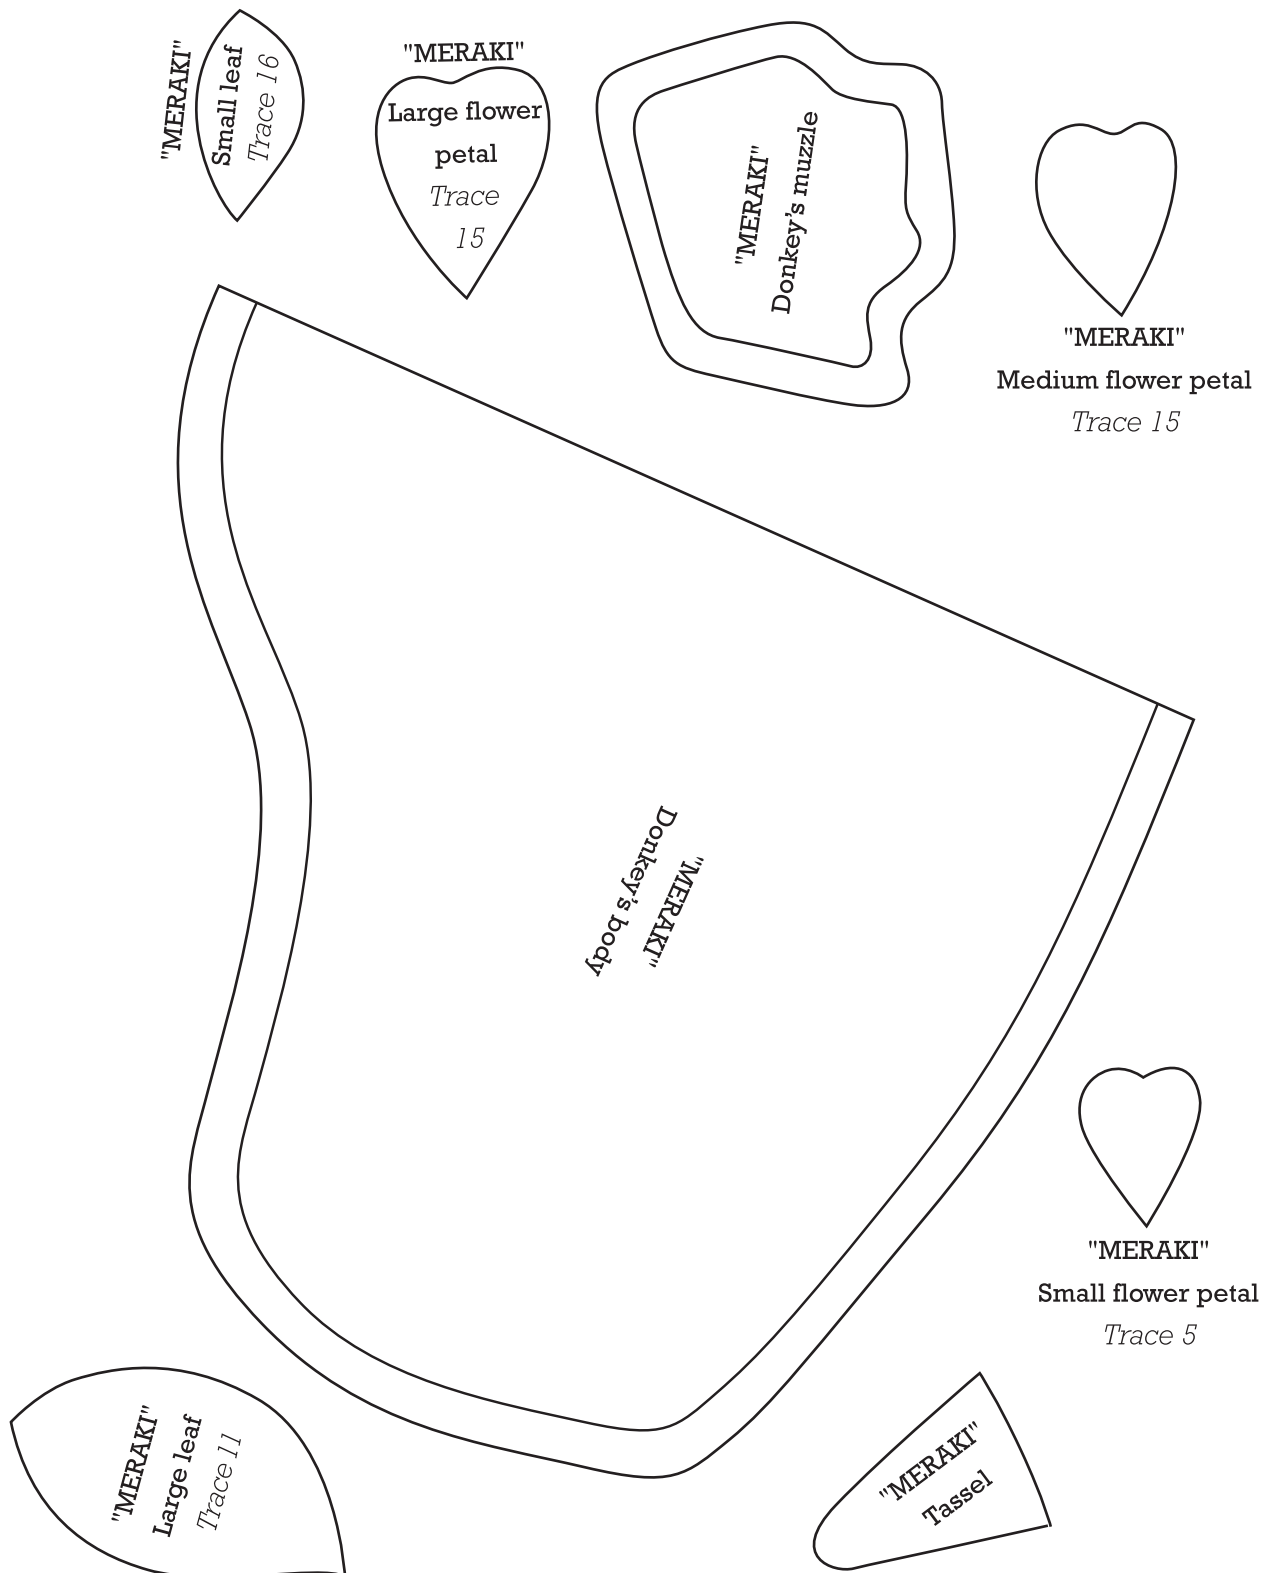 "MERAKI"
Small leaf
Trace 16
"MERAKI"
Large flower
petal
Trace
15
"MERAKI"
Donkey’s muzzle
"MERAKI"
Medium flower petal
Trace 15
"MERAKI"
Donkey’s body
"MERAKI"
Small flower petal
Trace 5
"MERAKI"
Large leaf
Trace 11
"MERAKI"
Tassel